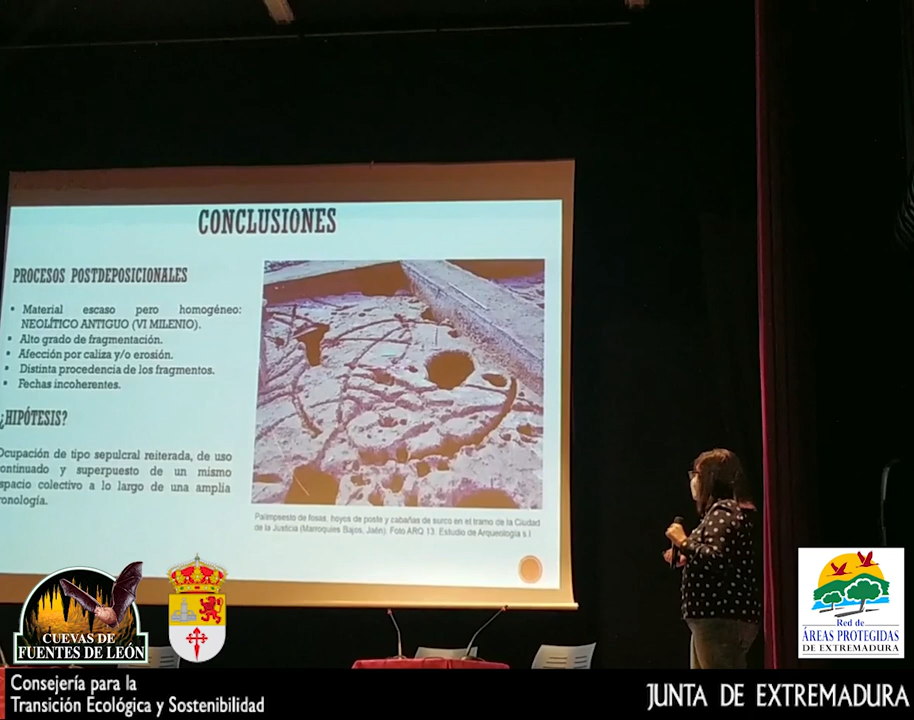 CONCLUSIONES
PROCESOS POSTDEPOSICIONALES
• Material escaso pero homogéneo:
NEOLÍTICO ANTIGUO (VI MILENIO).
• Alto grado de fragmentación.
• Afección por caliza y/o erosión.
• Distinta procedencia de los fragmentos.
• Fechas incoherentes.
¿HIPÓTESIS?
Ocupación de tipo sepulcral reiterada, de uso
continuado y superpuesto de un mismo
espacio colectivo a lo largo de una amplia
cronología.
Palimpsesto de fosas, hoyos de poste y cabañas de surco en el tramo de la Ciudad
de la Justicia (Marroquíes Bajos, Jaén). Foto ARQ 13. Estudio de Arqueología s.l
CUEVAS DE
FUENTES DE LEÓN
Red de
ÁREAS PROTEGIDAS
DE EXTREMADURA
Consejería para la
Transición Ecológica y Sostenibilidad
JUNTA DE EXTREMADURA